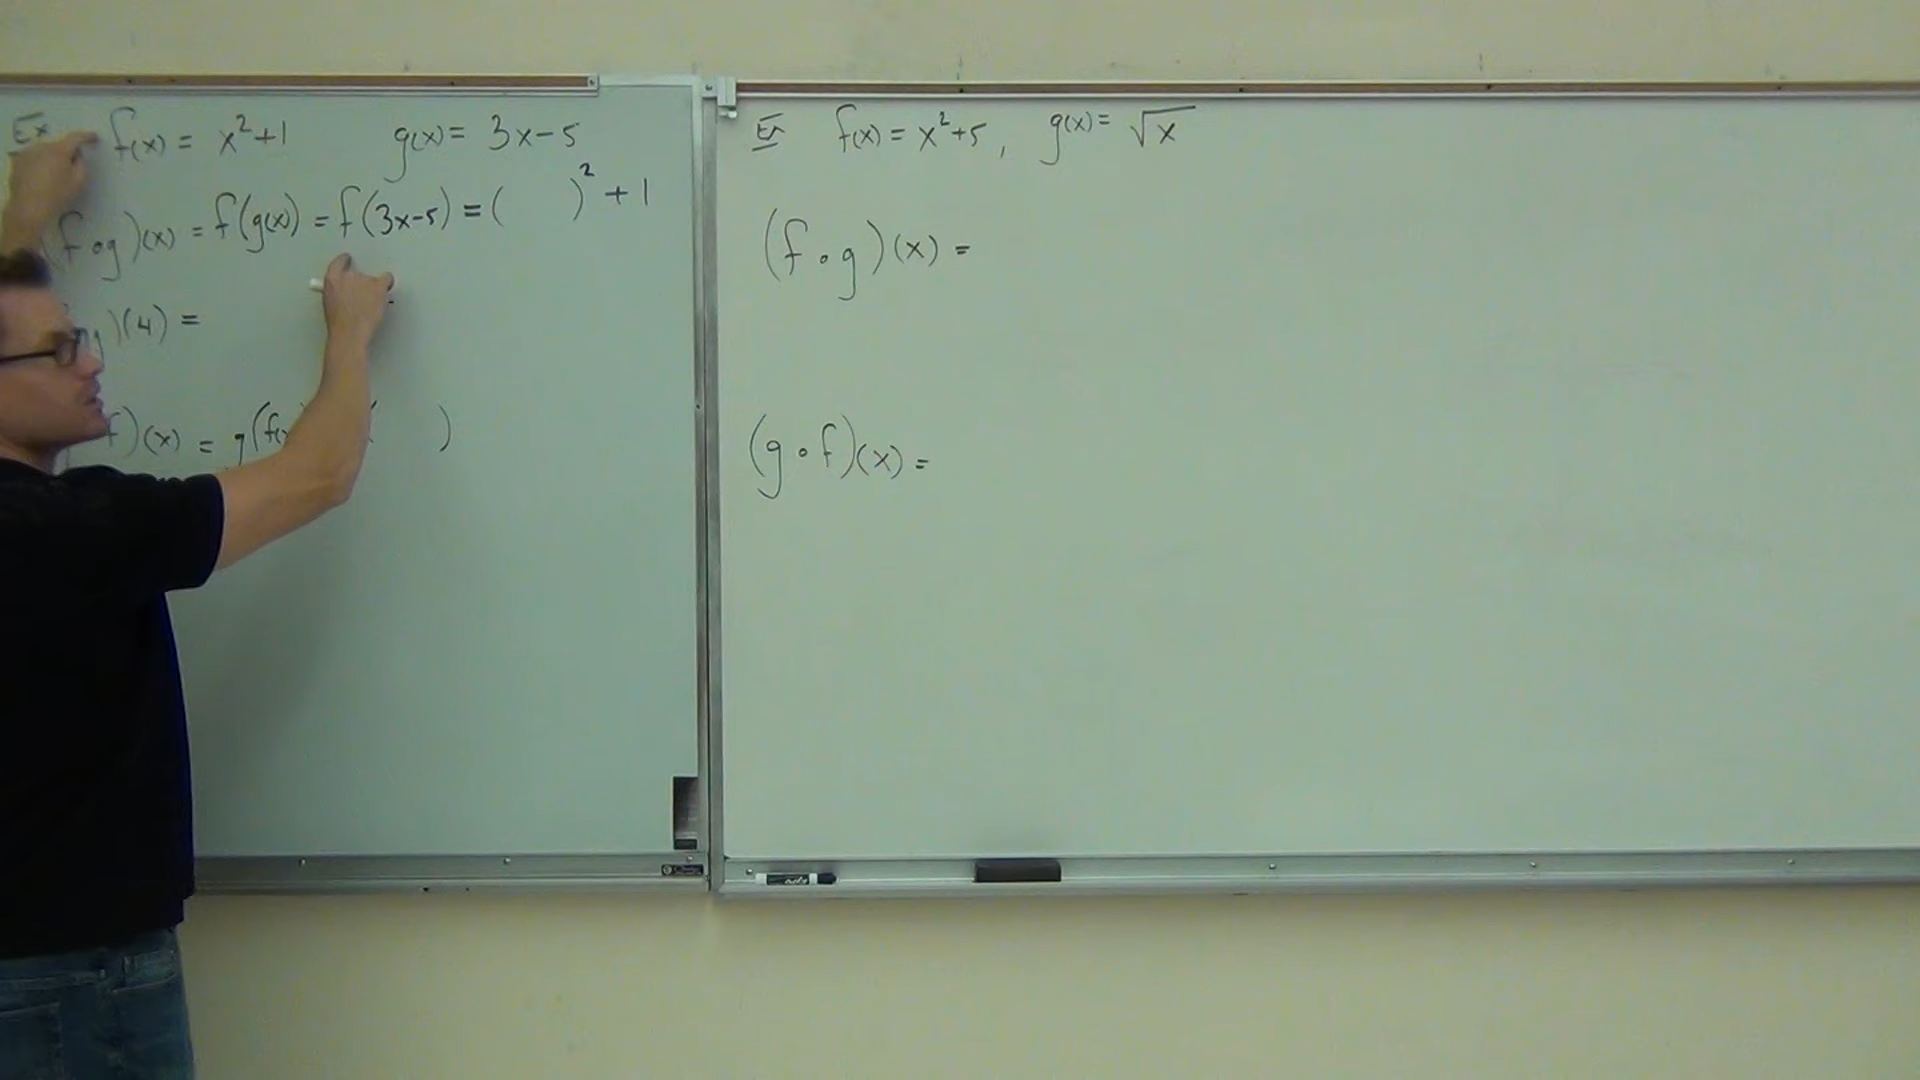 Ex f(x) = x²+1 g(x) = 3x-5
(f∘g)(x) = f(g(x)) = f(3x-5) = ( )² + 1
)(4) =
f)(x) = g(f(x ( )
Ex f(x) = x²+5, g(x) = √x
(f∘g)(x) =
(g∘f)(x) =